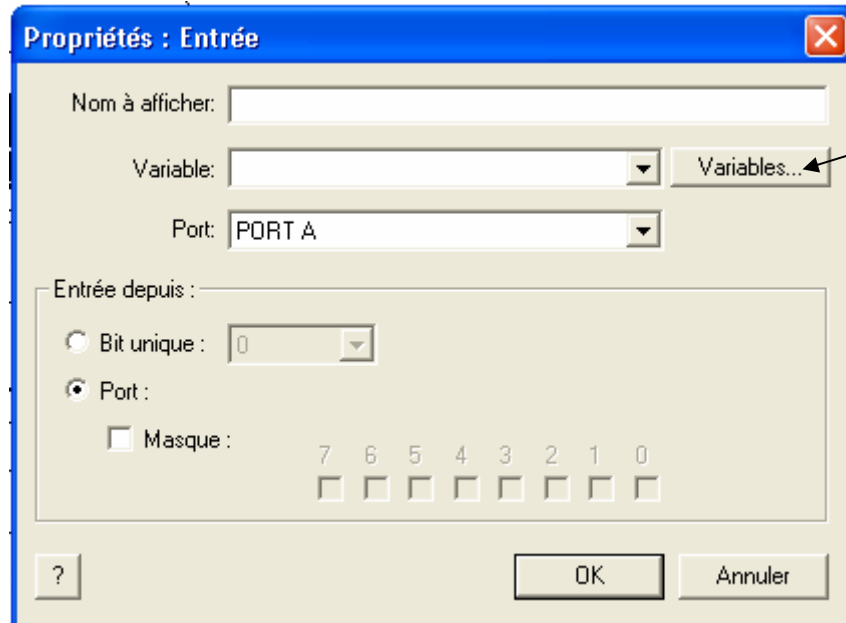 Propriétés : Entrée
Nom à afficher:
Variable: Variables...
Port: PORT A
Entrée depuis :
Bit unique : 0
Port :
Masque :
7 6 5 4 3 2 1 0
? OK Annuler